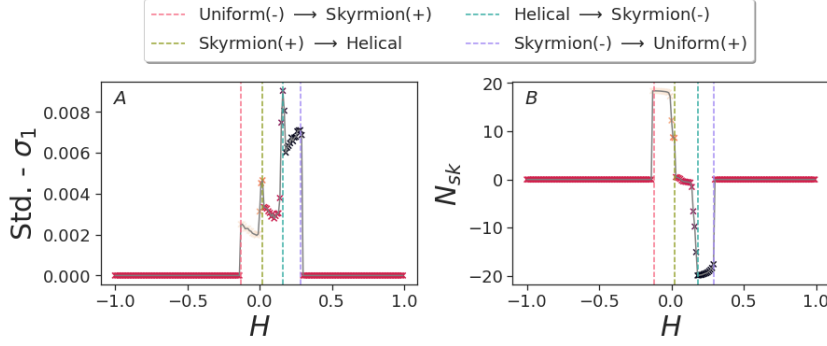 Uniform(-) ⟶ Skyrmion(+)
Helical ⟶ Skyrmion(-)
Skyrmion(+) ⟶ Helical
Skyrmion(-) ⟶ Uniform(+)
A
Std. - σ1
0.008
0.006
0.004
0.002
0.000
−1.0 −0.5 0.0 0.5 1.0
H
B
N_sk
20
10
0
−10
−20
−1.0 −0.5 0.0 0.5 1.0
H